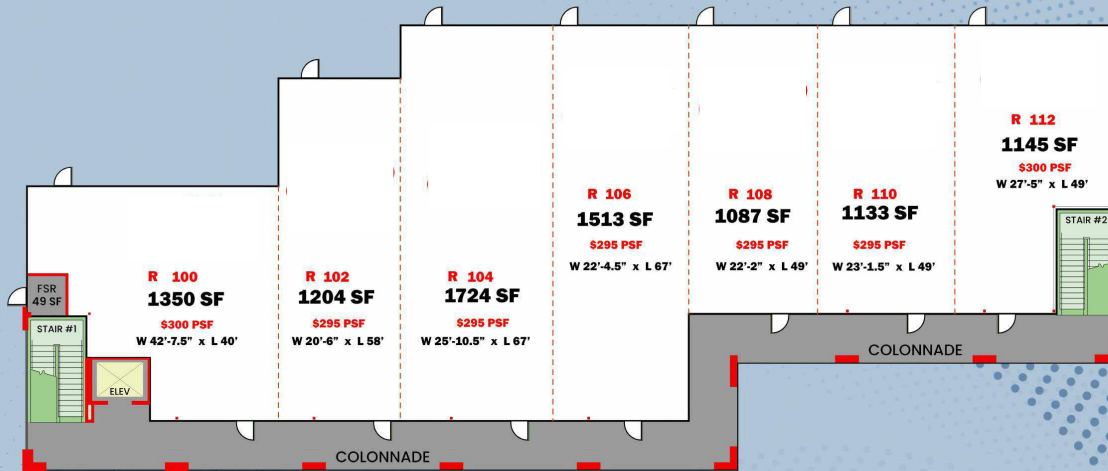 R 100
1350 SF
$300 PSF
W 42'-7.5" x L 40'
FSR
49 SF
STAIR #1
ELEV
R 102
1204 SF
$295 PSF
W 20'-6" x L 58'
R 104
1724 SF
$295 PSF
W 25'-10.5" x L 67'
R 106
1513 SF
$295 PSF
W 22'-4.5" x L 67'
R 108
1087 SF
$295 PSF
W 22'-2" x L 49'
R 110
1133 SF
$295 PSF
W 23'-1.5" x L 49'
R 112
1145 SF
$300 PSF
W 27'-5" x L 49'
STAIR #2
COLONNADE
COLONNADE